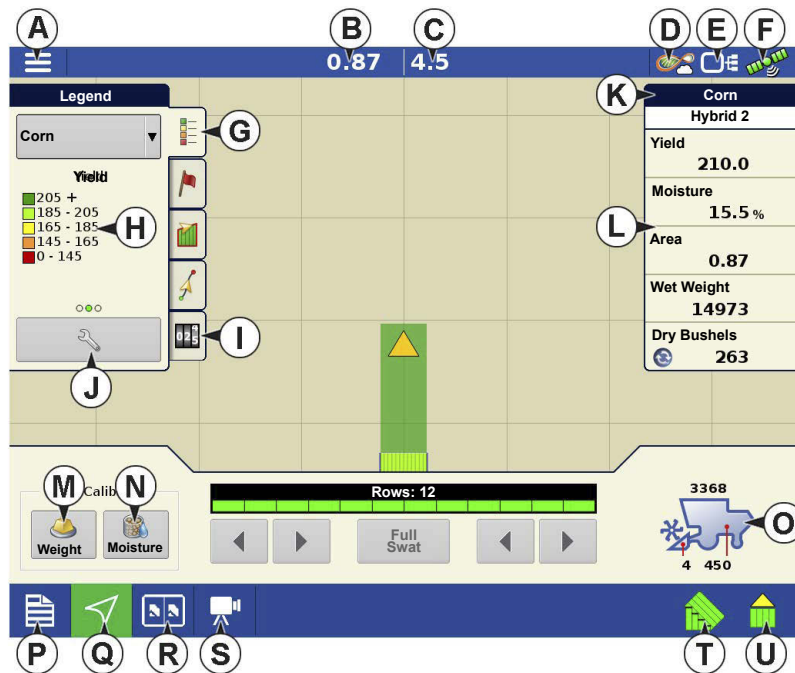 A B C D E F
0.87 4.5
Legend
Corn
G
Yield
205 +
185 - 205
165 - 185
145 - 165
0 - 145
H
I
J
K
Corn
Hybrid 2
Yield
210.0
Moisture
15.5 %
L
Area
0.87
Wet Weight
14973
Dry Bushels
263
M N
Calib
Weight
Moisture
Rows: 12
Full
Swat
3368
O
4 450
P Q R S T U